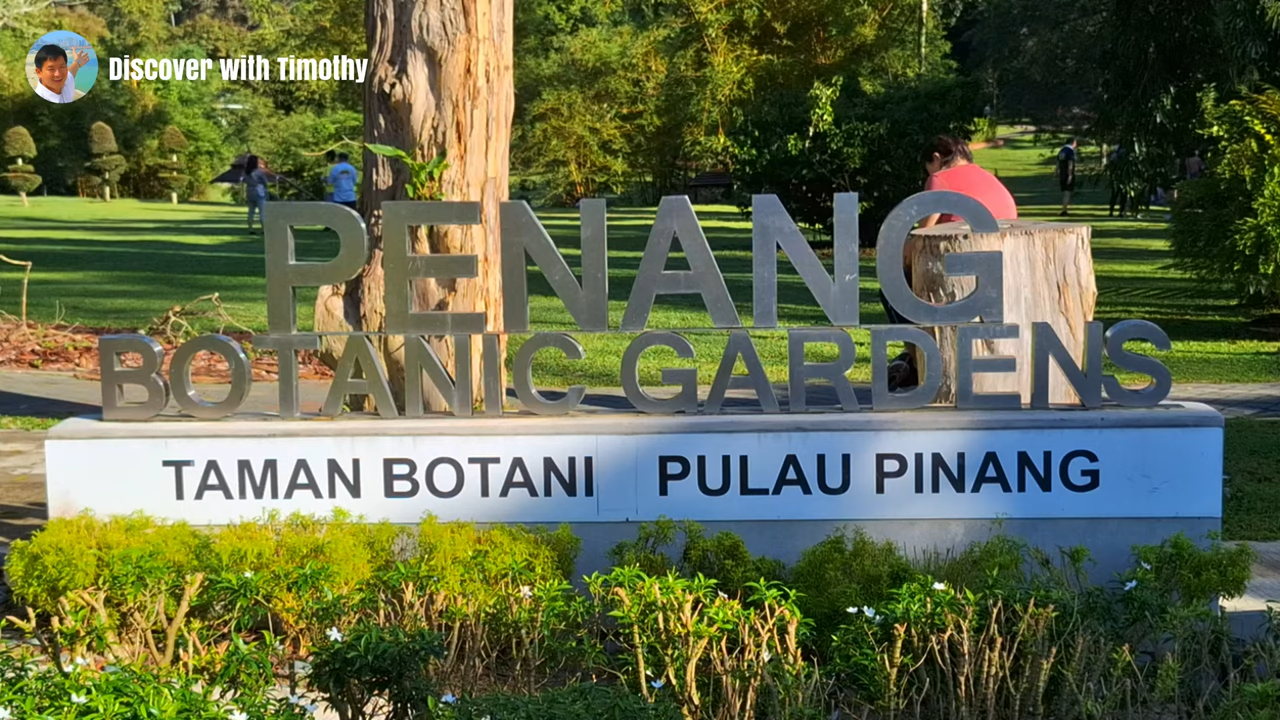 Discover with Timothy
PENANG
BOTANIC GARDENS
TAMAN BOTANI PULAU PINANG